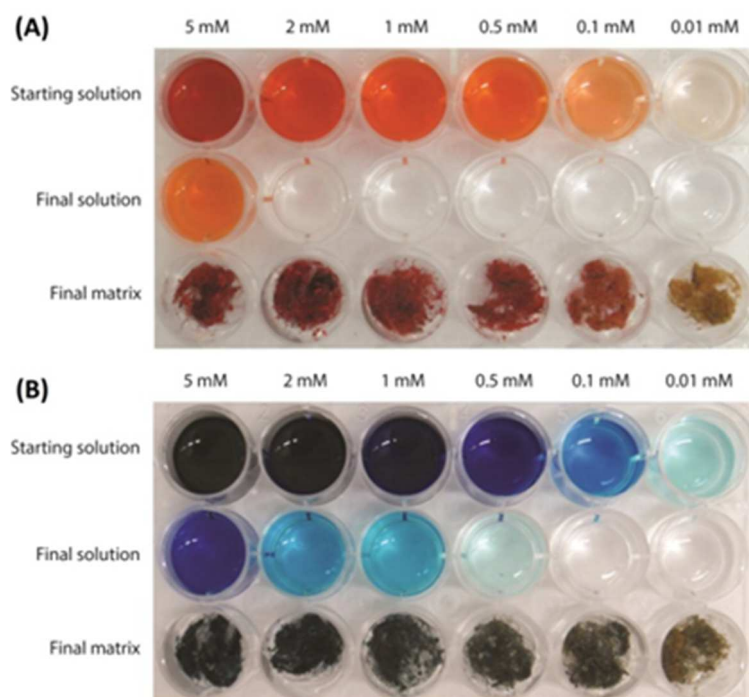 (A)
5 mM 2 mM 1 mM 0.5 mM 0.1 mM 0.01 mM
Starting solution
Final solution
Final matrix
(B)
5 mM 2 mM 1 mM 0.5 mM 0.1 mM 0.01 mM
Starting solution
Final solution
Final matrix